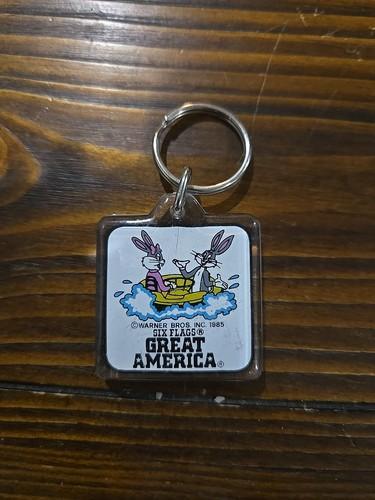 ©WARNER BROS. INC. 1985
SIX FLAGS®
GREAT
AMERICA®